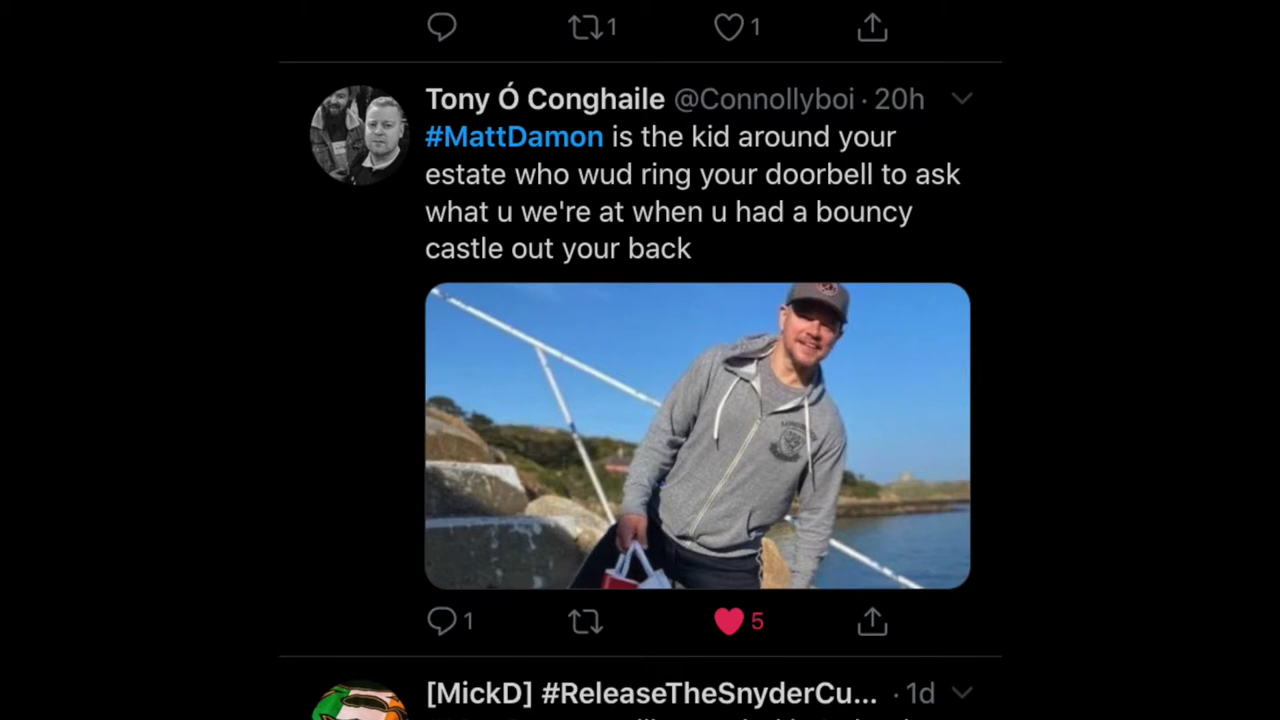 1 1
Tony Ó Conghaile @Connollyboi · 20h
#MattDamon is the kid around your
estate who wud ring your doorbell to ask
what u we're at when u had a bouncy
castle out your back
1 5
[MickD] #ReleaseTheSnyderCu... · 1d